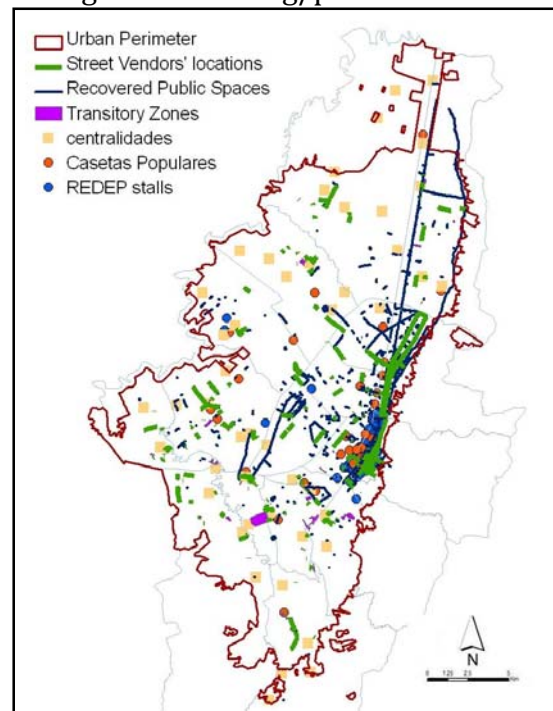 Urban Perimeter
Street Vendors' locations
Recovered Public Spaces
Transitory Zones
centralidades
Casetas Populares
REDEP stalls
N